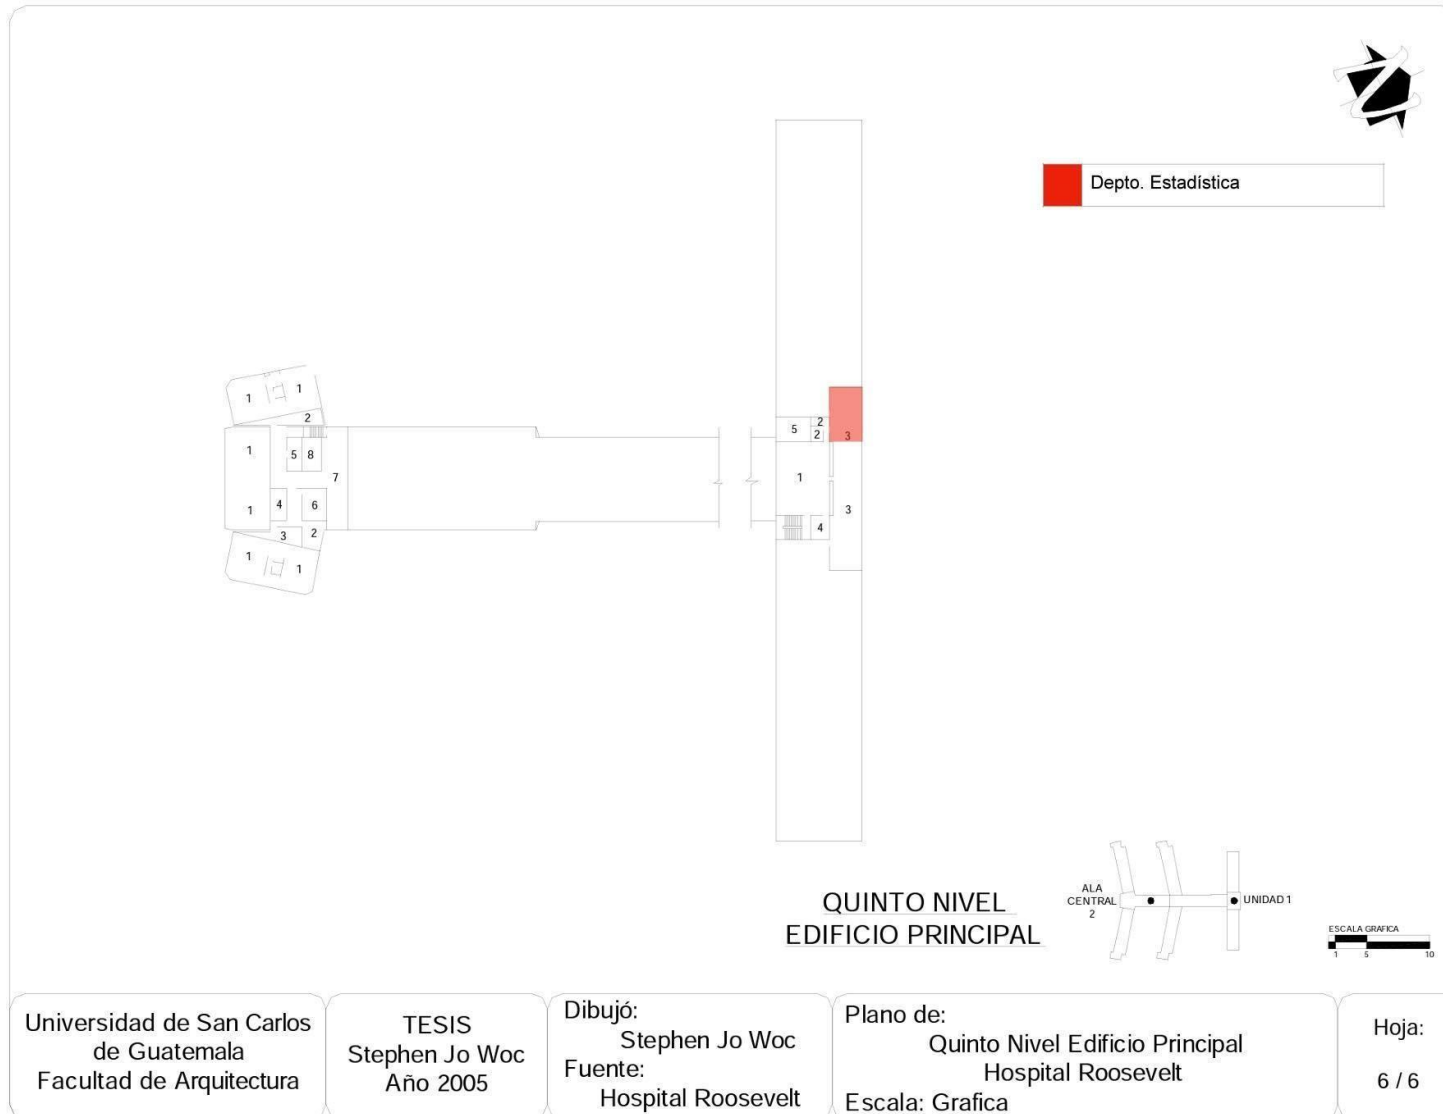 Depto. Estadística
1
1
2
1
5
8
7
1
4
6
3
2
1
1
5
2
2
3
1
3
4
QUINTO NIVEL
EDIFICIO PRINCIPAL
ALA
CENTRAL
2
UNIDAD 1
ESCALA GRAFICA
1 5 10
Universidad de San Carlos
de Guatemala
Facultad de Arquitectura
TESIS
Stephen Jo Woc
Año 2005
Dibujó:
Stephen Jo Woc
Fuente:
Hospital Roosevelt
Plano de:
Quinto Nivel Edificio Principal
Hospital Roosevelt
Escala: Grafica
Hoja:
6 / 6